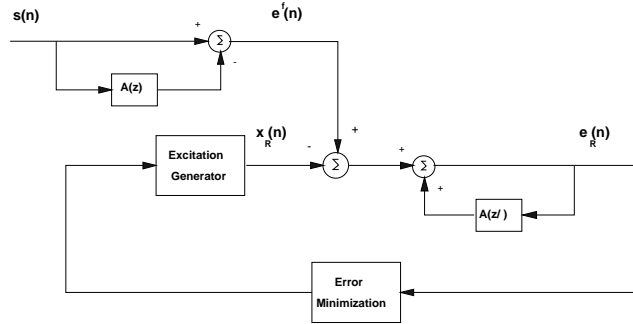 s(n)
e^f(n)
+
Σ
-
A(z)
x_R(n)
+
e_R(n)
-
Σ
+
Σ
Excitation
Generator
+
A(z/ )
Error
Minimization